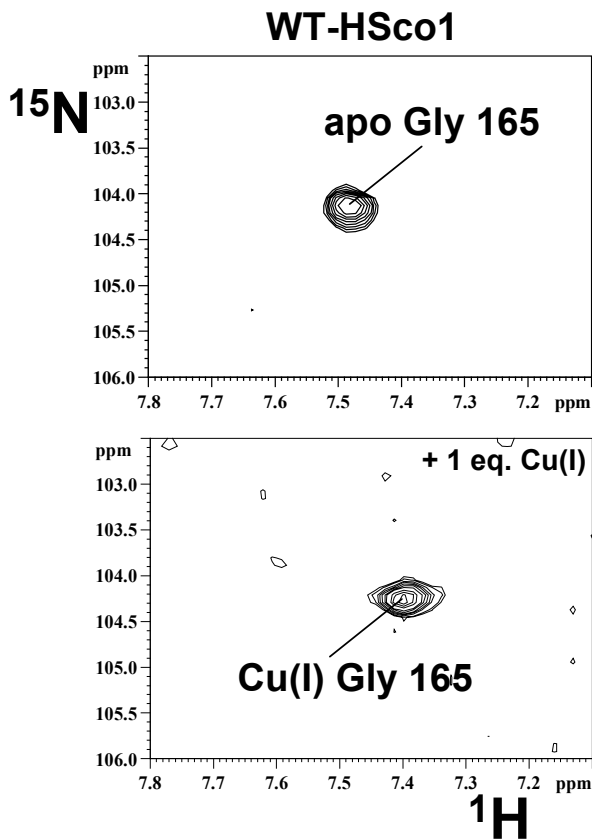 WT-HSco1
ppm
15N
103.0
apo Gly 165
103.5
104.0
104.5
105.0
105.5
106.0
7.8 7.7 7.6 7.5 7.4 7.3 7.2 ppm
ppm
+ 1 eq. Cu(I)
103.0
103.5
104.0
104.5
105.0
Cu(I) Gly 165
105.5
106.0
7.8 7.7 7.6 7.5 7.4 7.3 7.2 ppm
1H